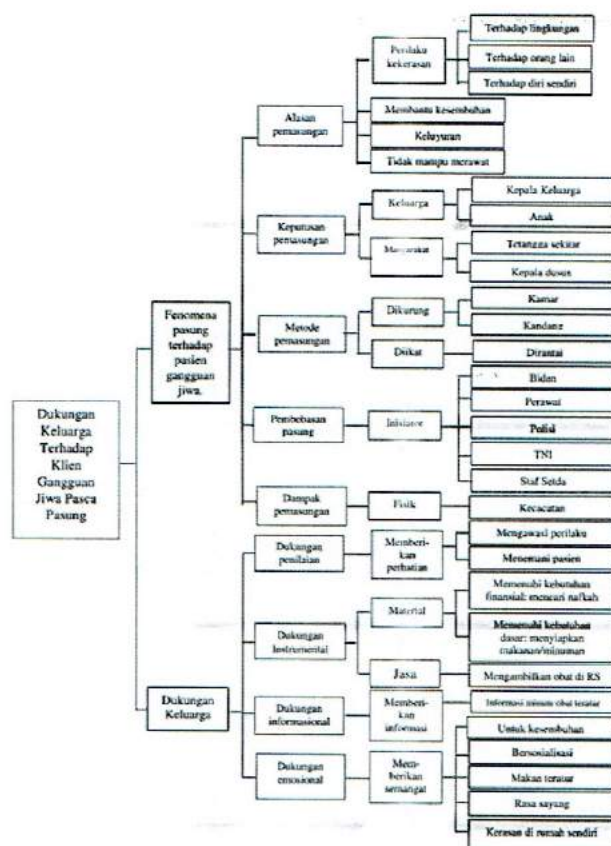 Dukungan
Keluarga
Terhadap
Klien
Gangguan
Jiwa Pasca
Pasung
Fenomena
pasung
terhadap
pasien
gangguan
jiwa.
Alasan
pemasungan
Perilaku
kekerasan
Terhadap lingkungan
Terhadap orang lain
Terhadap diri sendiri
Membantu kesembuhan
Keluyuran
Tidak mampu merawat
Keputusan
pemasungan
Keluarga
Kepala Keluarga
Anak
Masyarakat
Tetangga sekitar
Kepala dusun
Metode
pemasungan
Dikurung
Kamar
Kandang
Diikat
Dirantai
Pembebasan
pasung
Inisiator
Bidan
Perawat
Polisi
TNI
Staf Setda
Dampak
pemasungan
Fisik
Kecacatan
Dukungan
Keluarga
Dukungan
penilaian
Memberi-
kan
perhatian
Mengawasi perilaku
Menemani pasien
Dukungan
Instrumental
Material
Memenuhi kebutuhan
finansial: mencari nafkah
Memenuhi kebutuhan
dasar: menyiapkan
makanan/minuman
Jasa
Mengambilkan obat di RS
Dukungan
informasional
Memberi-
kan
informasi
Informasi minum obat teratur
Dukungan
emosional
Mem-
berikan
semangat
Untuk kesembuhan
Bersosialisasi
Makan teratur
Rasa sayang
Kerasan di rumah sendiri